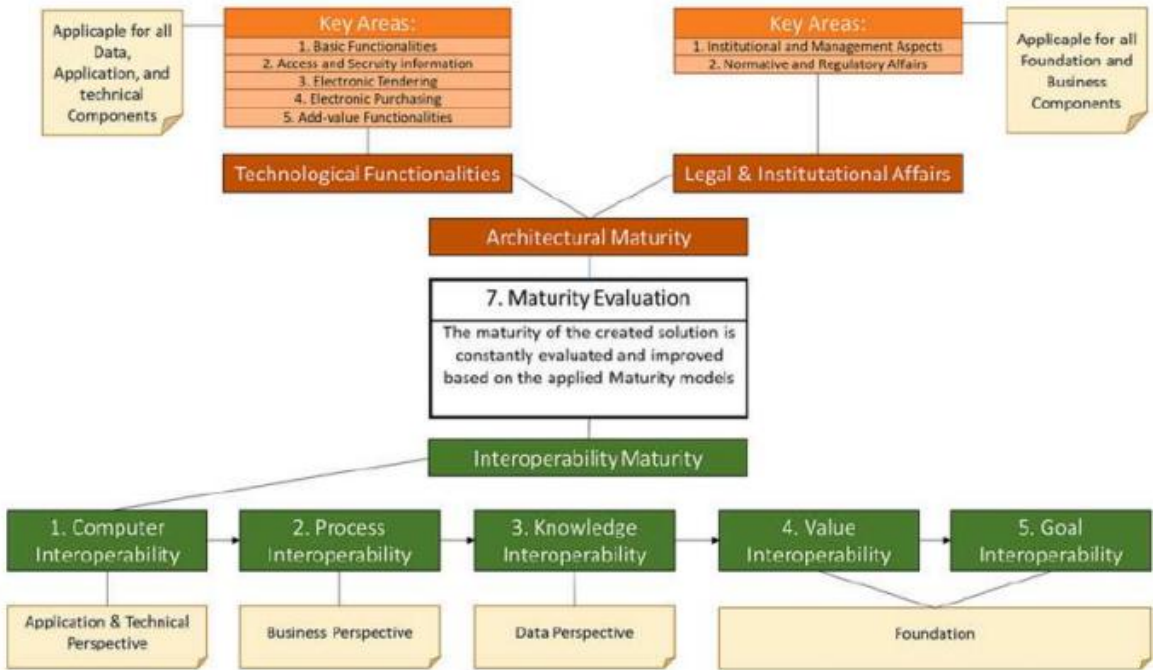 Applicaple for all
Data,
Application, and
technical
Components
Key Areas:
1. Basic Functionalities
2. Access and Secruity information
3. Electronic Tendering
4. Electronic Purchasing
5. Add-value Functionalities
Key Areas:
1. Institutional and Management Aspects
2. Normative and Regulatory Affairs
Applicaple for all
Foundation and
Business
Components
Technological Functionalities
Legal & Institutational Affairs
Architectural Maturity
7. Maturity Evaluation
The maturity of the created solution is
constantly evaluated and improved
based on the applied Maturity models
Interoperability Maturity
1. Computer
Interoperability
2. Process
Interoperability
3. Knowledge
Interoperability
4. Value
Interoperability
5. Goal
Interoperability
Application & Technical
Perspective
Business Perspective
Data Perspective
Foundation